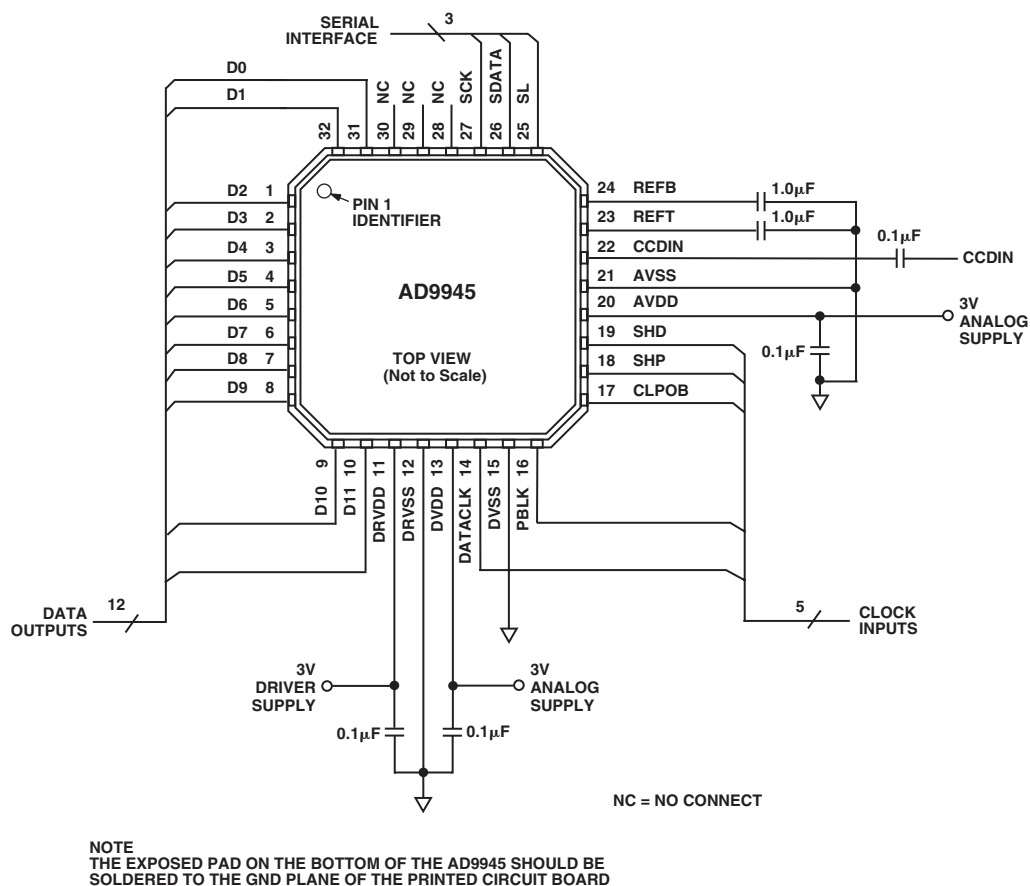 SERIAL
INTERFACE
3
D0
D1
NC
NC
NC
SCK
SDATA
SL
32
31
30
29
28
27
26
25
D2 1
D3 2
D4 3
D5 4
D6 5
D7 6
D8 7
D9 8
PIN 1
IDENTIFIER
AD9945
TOP VIEW
(Not to Scale)
24 REFB
23 REFT
22 CCDIN
21 AVSS
20 AVDD
19 SHD
18 SHP
17 CLPOB
1.0µF
1.0µF
0.1µF
CCDIN
3V
ANALOG
SUPPLY
0.1µF
D10 9
D11 10
DRVDD 11
DRVSS 12
DVDD 13
DATACLK 14
DVSS 15
PBLK 16
DATA
OUTPUTS
12
5
CLOCK
INPUTS
3V
DRIVER
SUPPLY
3V
ANALOG
SUPPLY
0.1µF
0.1µF
NC = NO CONNECT
NOTE
THE EXPOSED PAD ON THE BOTTOM OF THE AD9945 SHOULD BE
SOLDERED TO THE GND PLANE OF THE PRINTED CIRCUIT BOARD